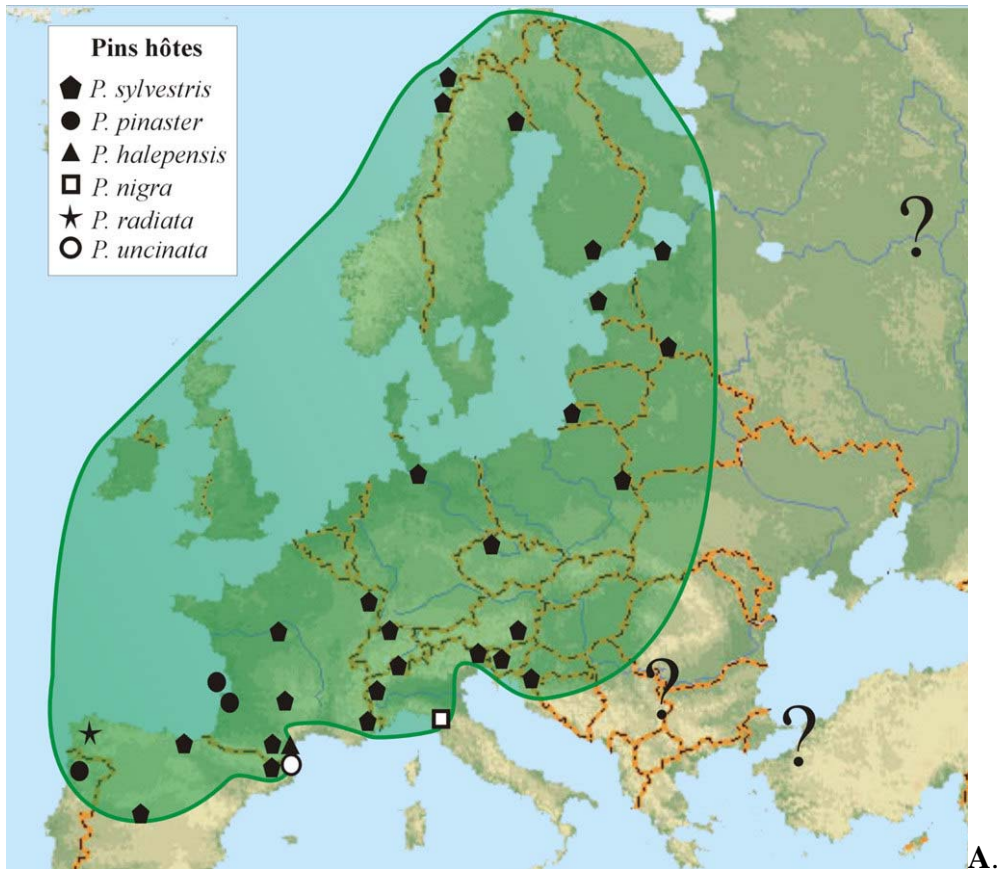 Pins hôtes
P. sylvestris
P. pinaster
P. halepensis
P. nigra
P. radiata
P. uncinata
?
?
?
A.